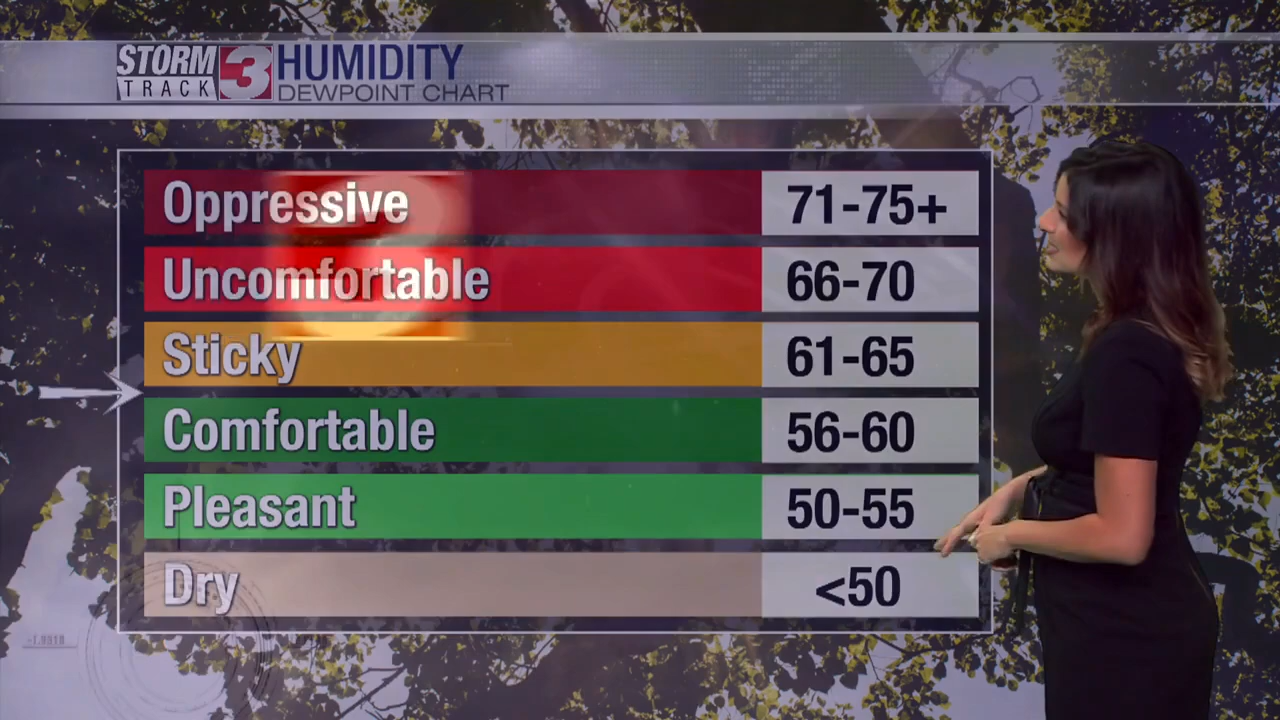 STORM
TRACK
3
HUMIDITY
DEWPOINT CHART
Oppressive 71-75+
Uncomfortable 66-70
Sticky 61-65
Comfortable 56-60
Pleasant 50-55
Dry <50